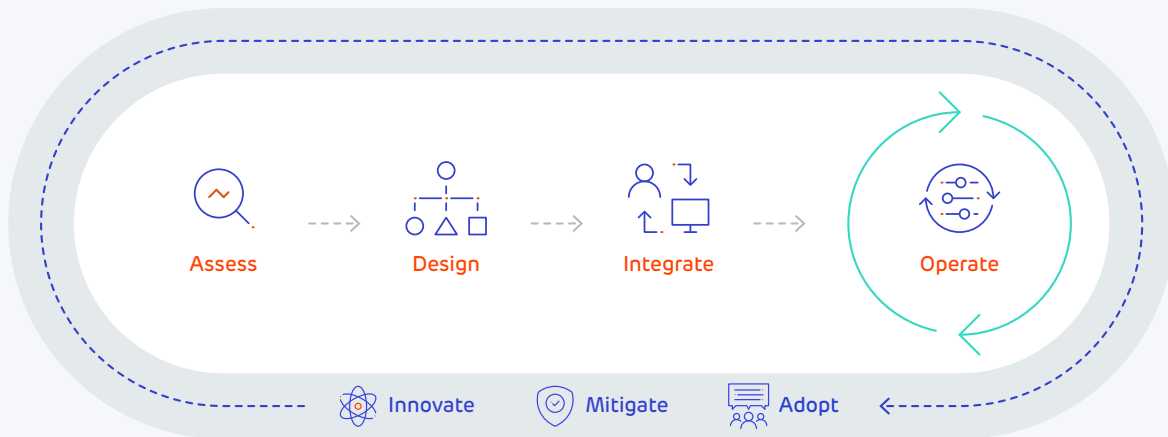 Assess
Design
Integrate
Operate
Innovate
Mitigate
Adopt